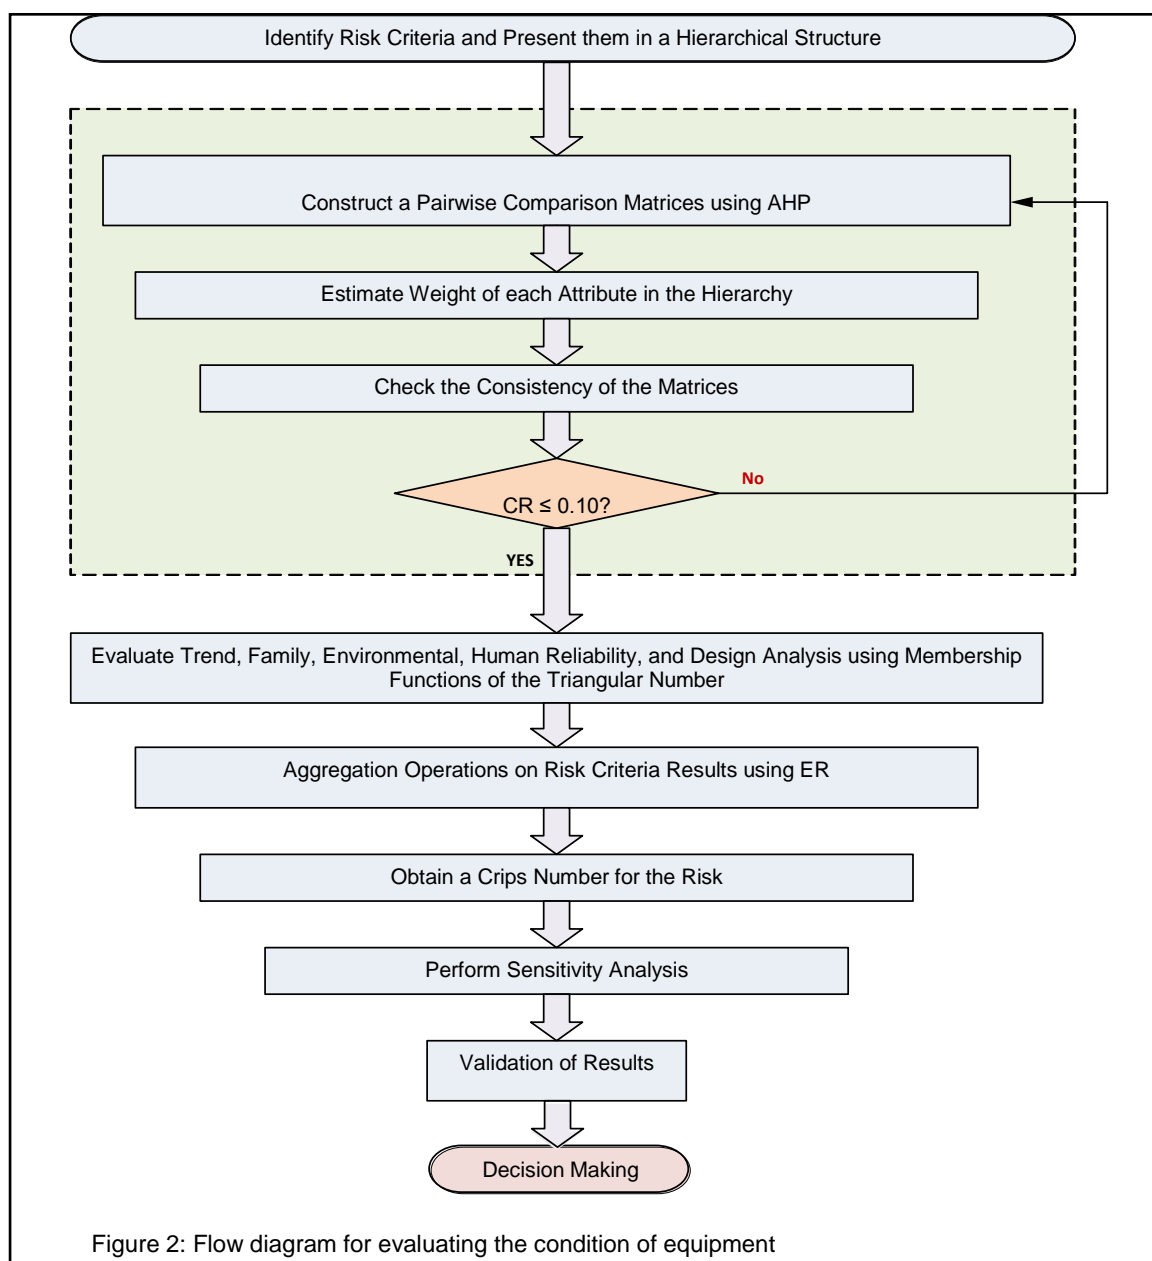 Identify Risk Criteria and Present them in a Hierarchical Structure
Construct a Pairwise Comparison Matrices using AHP
Estimate Weight of each Attribute in the Hierarchy
Check the Consistency of the Matrices
No
CR ≤ 0.10?
YES
Evaluate Trend, Family, Environmental, Human Reliability, and Design Analysis using Membership
Functions of the Triangular Number
Aggregation Operations on Risk Criteria Results using ER
Obtain a Crips Number for the Risk
Perform Sensitivity Analysis
Validation of Results
Decision Making
Figure 2: Flow diagram for evaluating the condition of equipment